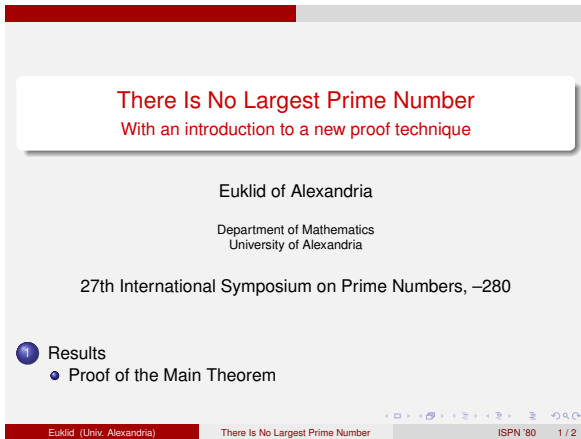 There Is No Largest Prime Number
With an introduction to a new proof technique
Euklid of Alexandria
Department of Mathematics
University of Alexandria
27th International Symposium on Prime Numbers, –280
1 Results
Proof of the Main Theorem
Euklid (Univ. Alexandria) There Is No Largest Prime Number ISPN ’80 1 / 2